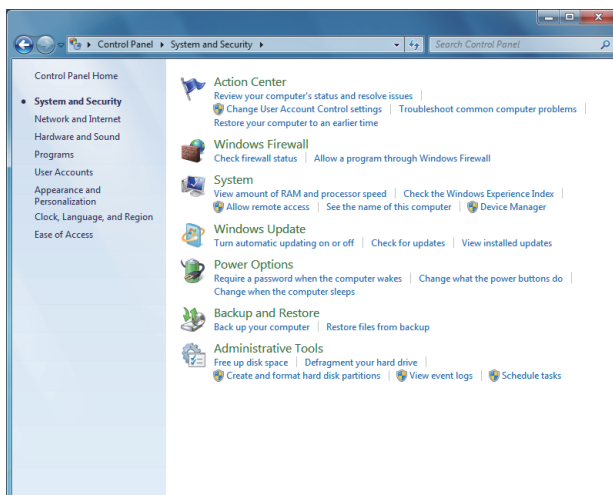 Control Panel System and Security Search Control Panel
Control Panel Home
System and Security
Network and Internet
Hardware and Sound
Programs
User Accounts
Appearance and
Personalization
Clock, Language, and Region
Ease of Access
Action Center
Review your computer's status and resolve issues
Change User Account Control settings Troubleshoot common computer problems
Restore your computer to an earlier time
Windows Firewall
Check firewall status Allow a program through Windows Firewall
System
View amount of RAM and processor speed Check the Windows Experience Index
Allow remote access See the name of this computer Device Manager
Windows Update
Turn automatic updating on or off Check for updates View installed updates
Power Options
Require a password when the computer wakes Change what the power buttons do
Change when the computer sleeps
Backup and Restore
Back up your computer Restore files from backup
Administrative Tools
Free up disk space Defragment your hard drive
Create and format hard disk partitions View event logs Schedule tasks